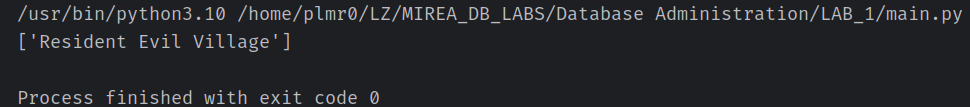 /usr/bin/python3.10 /home/plmr0/LZ/MIREA_DB_LABS/Database Administration/LAB_1/main.py
['Resident Evil Village']
Process finished with exit code 0